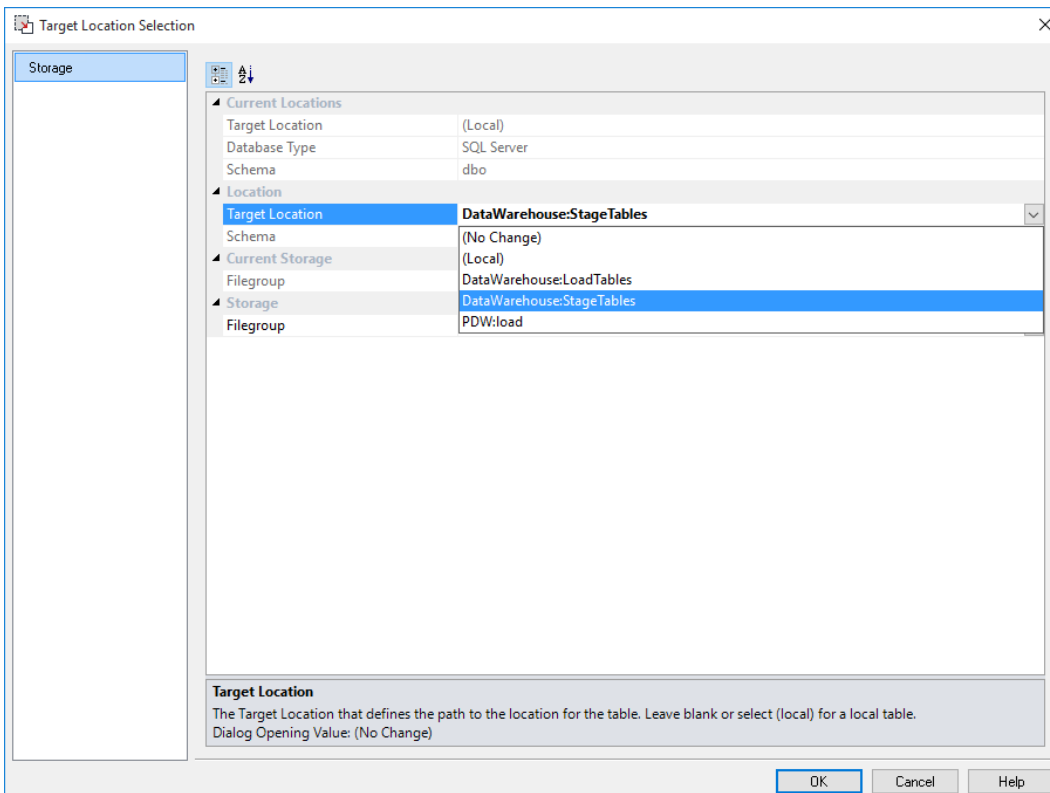 Target Location Selection
Storage
Current Locations
Target Location (Local)
Database Type SQL Server
Schema dbo
Location
Target Location DataWarehouse:StageTables
Schema
(No Change)
(Local)
DataWarehouse:LoadTables
DataWarehouse:StageTables
PDW:load
Current Storage
Filegroup
Storage
Filegroup
Target Location
The Target Location that defines the path to the location for the table. Leave blank or select (local) for a local table.
Dialog Opening Value: (No Change)
OK Cancel Help